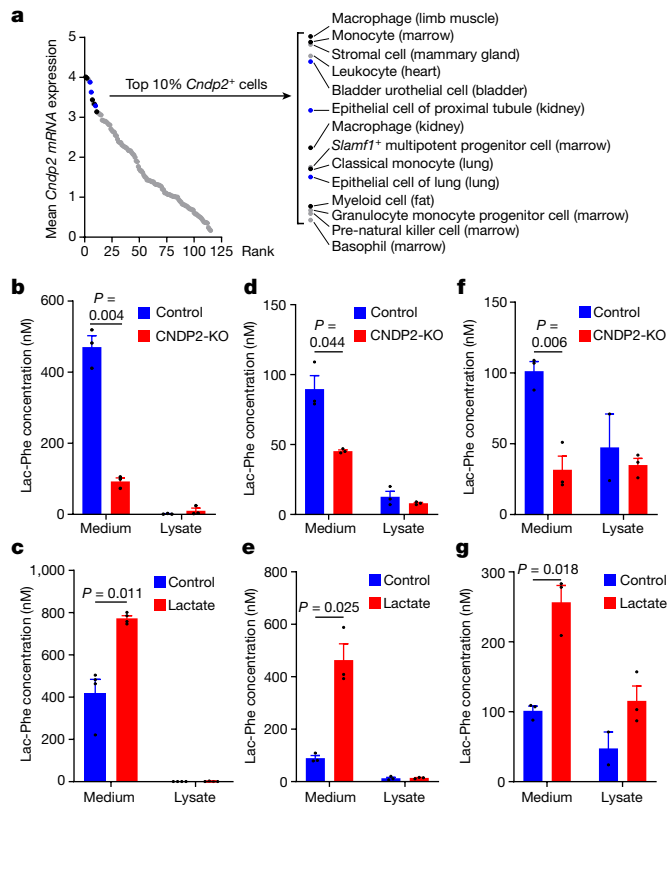 a
Macrophage (limb muscle)
Monocyte (marrow)
Stromal cell (mammary gland)
Leukocyte (heart)
Bladder urothelial cell (bladder)
Epithelial cell of proximal tubule (kidney)
Macrophage (kidney)
Slamf1+ multipotent progenitor cell (marrow)
Classical monocyte (lung)
Epithelial cell of lung (lung)
Myeloid cell (fat)
Granulocyte monocyte progenitor cell (marrow)
Pre-natural killer cell (marrow)
Basophil (marrow)
Top 10% Cndp2+ cells
Mean Cndp2 mRNA expression
5
4
3
2
1
0
0 25 50 75 100 125 Rank
b
P =
0.004
Control
CNDP2-KO
Lac-Phe concentration (nM)
600
400
200
0
Medium Lysate
d
P =
0.044
Control
CNDP2-KO
Lac-Phe concentration (nM)
150
100
50
0
Medium Lysate
f
P =
0.006
Control
CNDP2-KO
Lac-Phe concentration (nM)
150
100
50
0
Medium Lysate
c
P = 0.011
Control
Lactate
Lac-Phe concentration (nM)
1,000
800
600
400
200
0
Medium Lysate
e
P = 0.025
Control
Lactate
Lac-Phe concentration (nM)
800
600
400
200
0
Medium Lysate
g
P = 0.018
Control
Lactate
Lac-Phe concentration (nM)
300
200
100
0
Medium Lysate